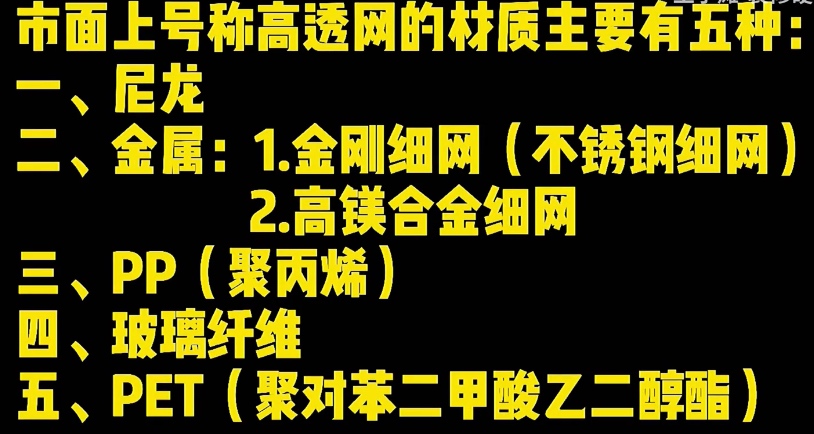 市面上号称高透网的材质主要有五种：
一、尼龙
二、金属：1.金刚细网（不锈钢细网）
2.高镁合金细网
三、PP（聚丙烯）
四、玻璃纤维
五、PET（聚对苯二甲酸乙二醇酯）